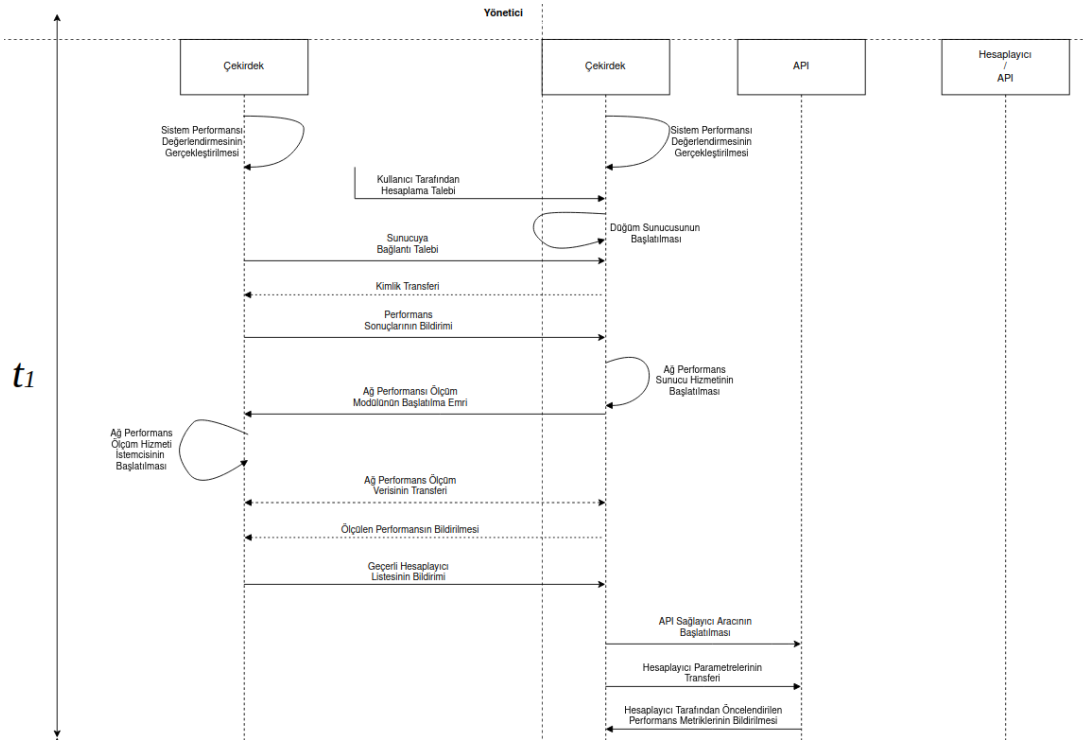 Yönetici
Çekirdek
Çekirdek
API
Hesaplayıcı
/
API
Sistem Performansı
Değerlendirmesinin
Gerçekleştirilmesi
Sistem Performansı
Değerlendirmesinin
Gerçekleştirilmesi
Kullanıcı Tarafından
Hesaplama Talebi
Düğüm Sunucusunun
Başlatılması
Sunucuya
Bağlantı Talebi
Kimlik Transferi
Performans
Sonuçlarının Bildirimi
t1
Ağ Performans
Sunucu Hizmetinin
Başlatılması
Ağ Performansı Ölçüm
Modülünün Başlatılma Emri
Ağ Performans
Ölçüm Hizmeti
İstemcisinin
Başlatılması
Ağ Performans Ölçüm
Verisinin Transferi
Ölçülen Performansın Bildirilmesi
Geçerli Hesaplayıcı
Listesinin Bildirimi
API Sağlayıcı Aracının
Başlatılması
Hesaplayıcı Parametrelerinin
Transferi
Hesaplayıcı Tarafından Öncelendirilen
Performans Metriklerinin Bildirilmesi